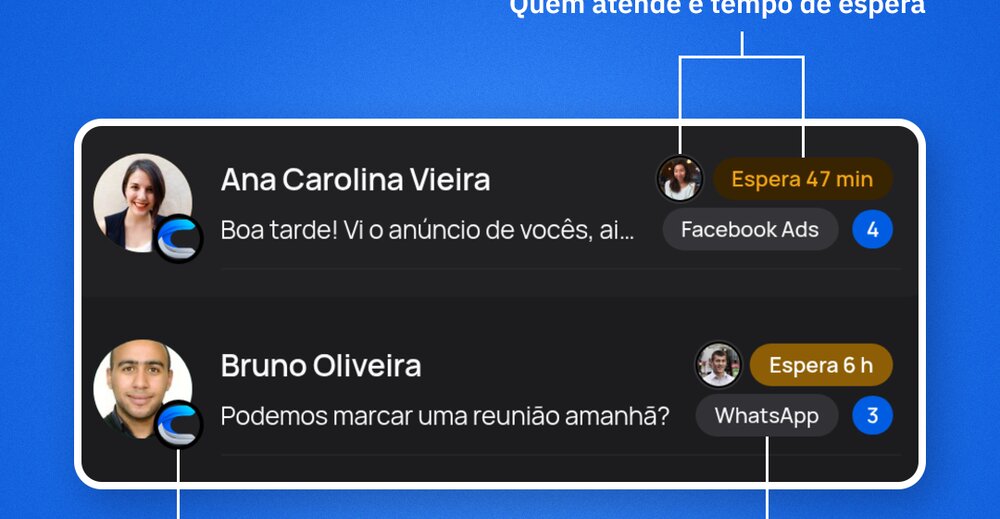 Quem atende e tempo de espera
Ana Carolina Vieira
Espera 47 min
Boa tarde! Vi o anúncio de vocês, ai...
Facebook Ads
4
Bruno Oliveira
Espera 6 h
Podemos marcar uma reunião amanhã?
WhatsApp
3